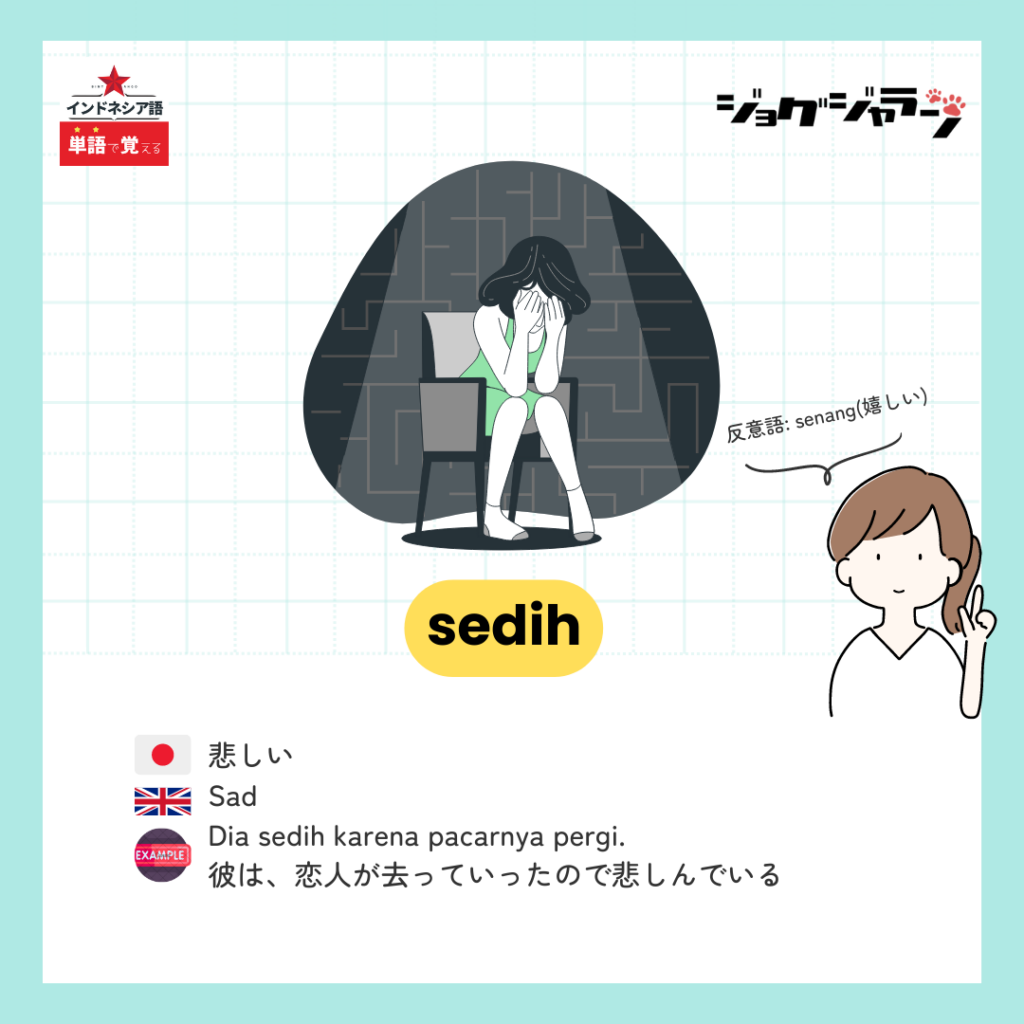 インドネシア語
単語で覚える
ジョグジャラン
反意語: senang(嬉しい)
sedih
悲しい
Sad
Dia sedih karena pacarnya pergi.
EXAMPLE
彼は、恋人が去っていったので悲しんでいる